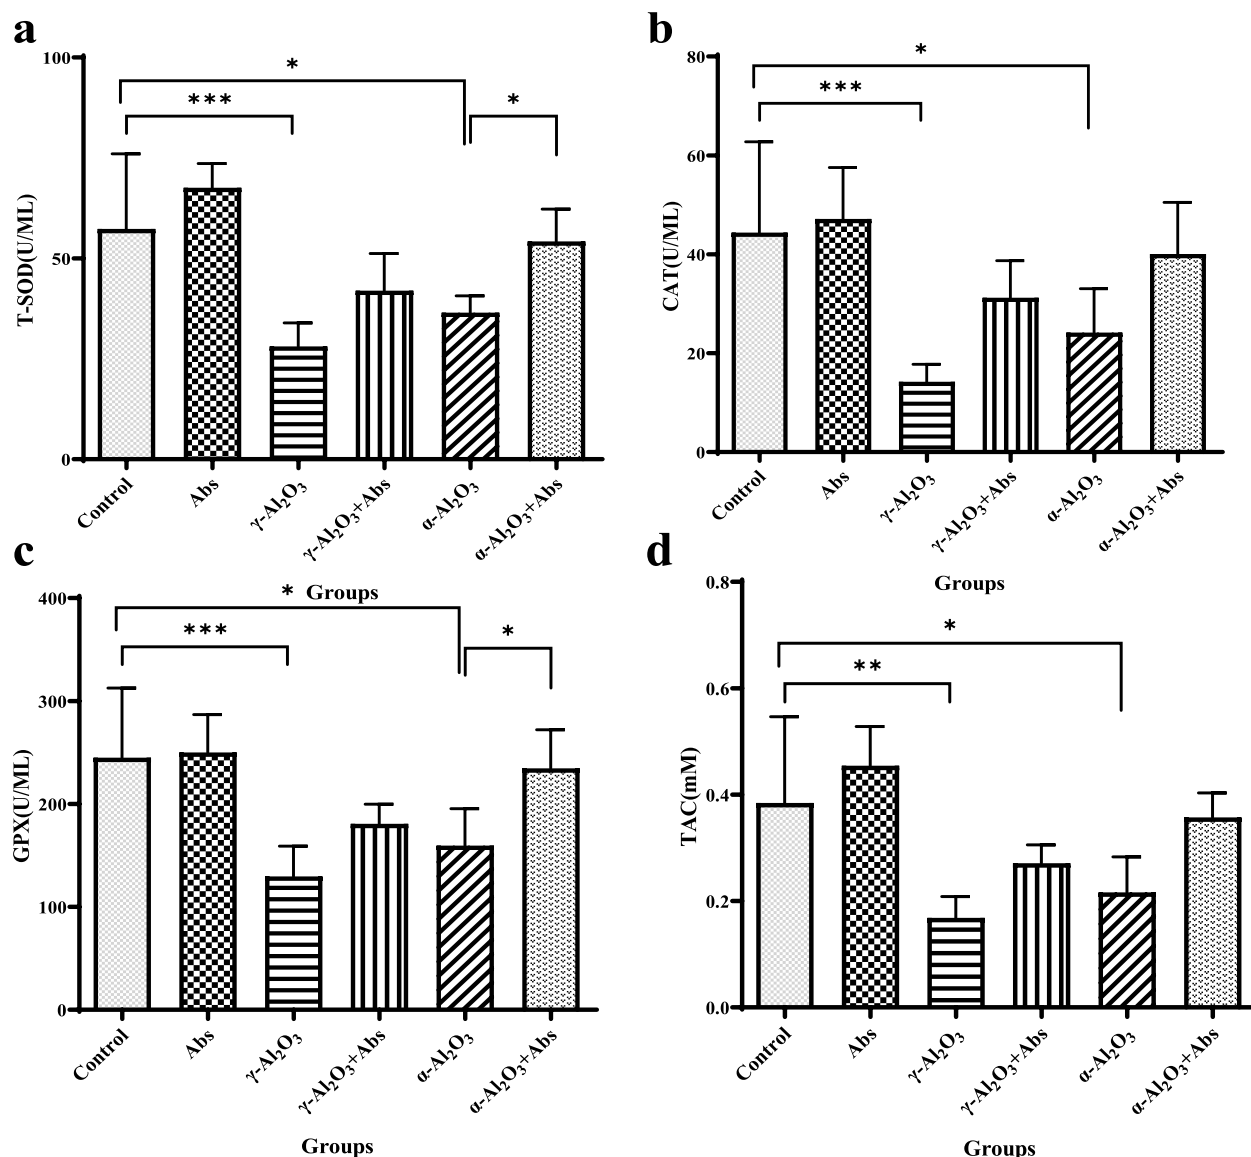 a
T-SOD(U/ML)
100
50
0
*
***
*
Control
Abs
γ-Al₂O₃
γ-Al₂O₃+Abs
α-Al₂O₃
α-Al₂O₃+Abs
Groups
b
CAT(U/ML)
80
60
40
20
0
*
***
Control
Abs
γ-Al₂O₃
γ-Al₂O₃+Abs
α-Al₂O₃
α-Al₂O₃+Abs
Groups
c
GPX(U/ML)
400
300
200
100
0
*
***
*
Control
Abs
γ-Al₂O₃
γ-Al₂O₃+Abs
α-Al₂O₃
α-Al₂O₃+Abs
Groups
d
TAC(mM)
0.8
0.6
0.4
0.2
0.0
*
**
Control
Abs
γ-Al₂O₃
γ-Al₂O₃+Abs
α-Al₂O₃
α-Al₂O₃+Abs
Groups